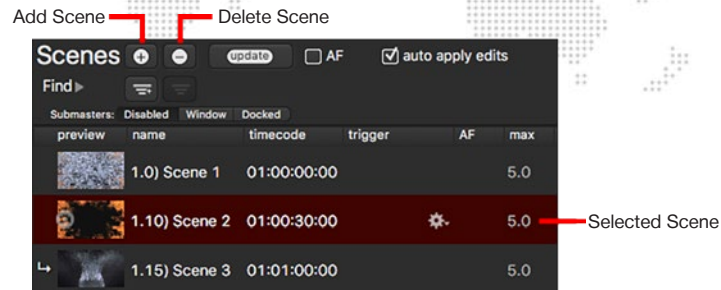 Add Scene Delete Scene
Scenes update AF auto apply edits
Find
Submasters: Disabled Window Docked
preview name timecode trigger AF max
1.0) Scene 1 01:00:00:00 5.0
1.10) Scene 2 01:00:30:00 5.0 Selected Scene
1.15) Scene 3 01:01:00:00 5.0